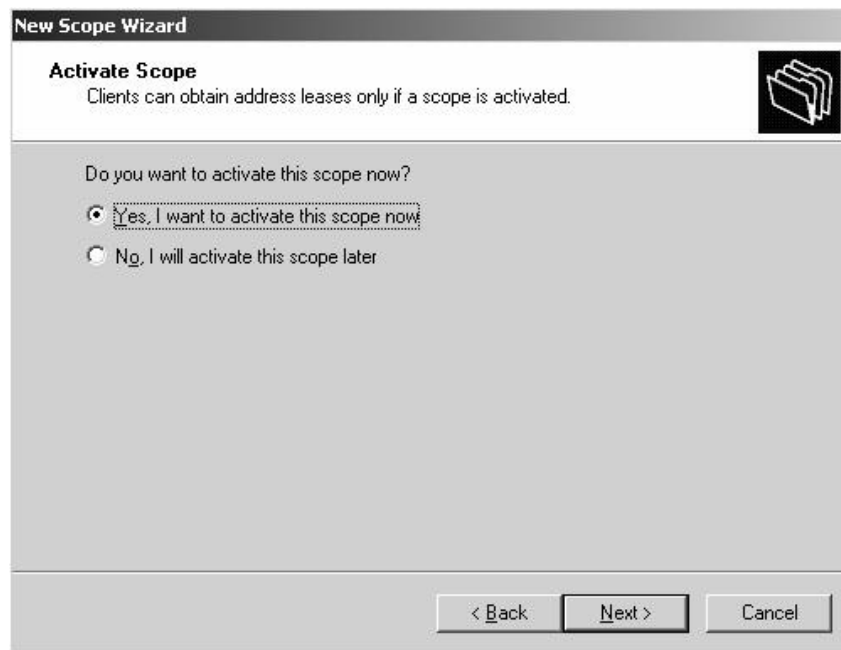 New Scope Wizard
Activate Scope
Clients can obtain address leases only if a scope is activated.
Do you want to activate this scope now?
Yes, I want to activate this scope now
No, I will activate this scope later
< Back Next > Cancel